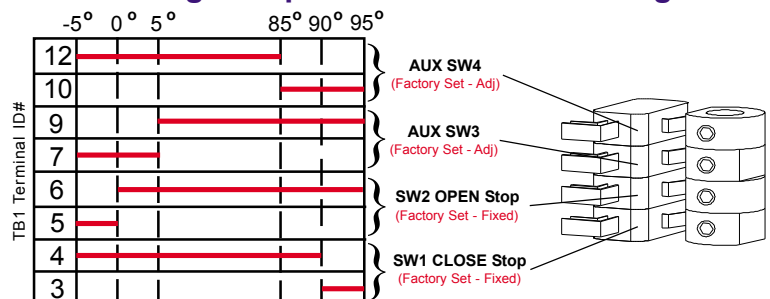 -5° 0° 5° 85° 90° 95°
12
10
9
7
6
5
4
3
TB1 Terminal ID#
AUX SW4
(Factory Set - Adj)
AUX SW3
(Factory Set - Adj)
SW2 OPEN Stop
(Factory Set - Fixed)
SW1 CLOSE Stop
(Factory Set - Fixed)